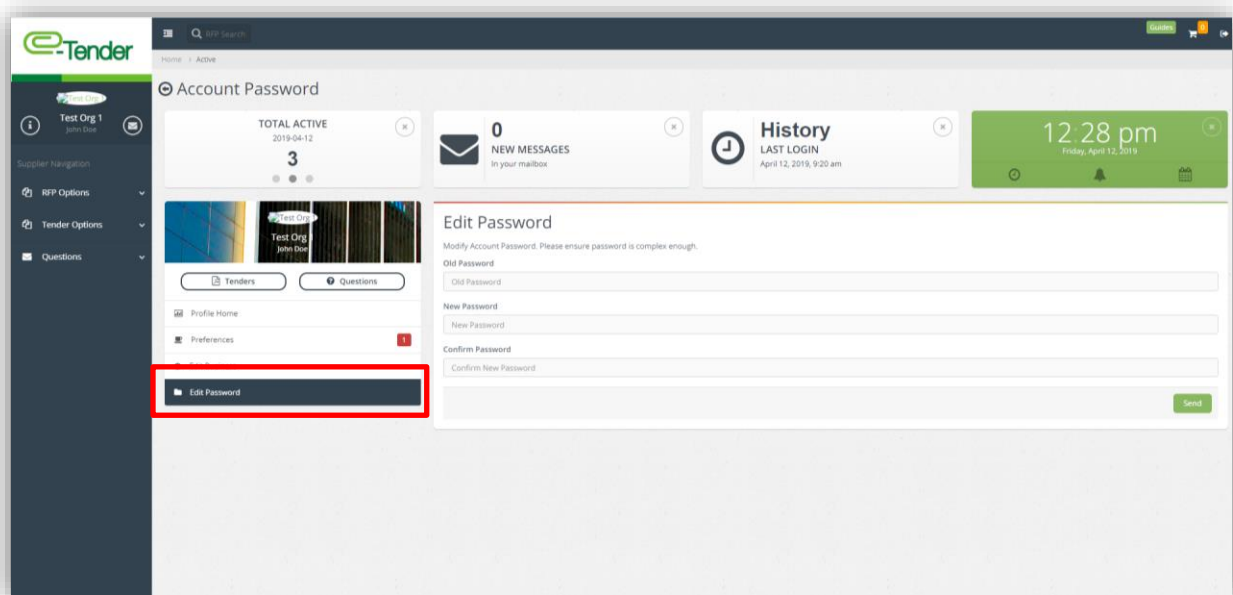 e-Tender
RFP Search
Guides
0
Home > Active
Account Password
Test Org 1
Test Org 1
John Doe
Supplier Navigation
RFP Options
Tender Options
Questions
TOTAL ACTIVE
2019-04-12
3
0
NEW MESSAGES
In your mailbox
History
LAST LOGIN
April 12, 2019, 9:20 am
12:28 pm
Friday, April 12, 2019
Test Org 1
Test Org 1
John Doe
Tenders
Questions
Profile Home
Preferences
1
Edit Password
Edit Password
Modify Account Password. Please ensure password is complex enough.
Old Password
Old Password
New Password
New Password
Confirm Password
Confirm New Password
Send